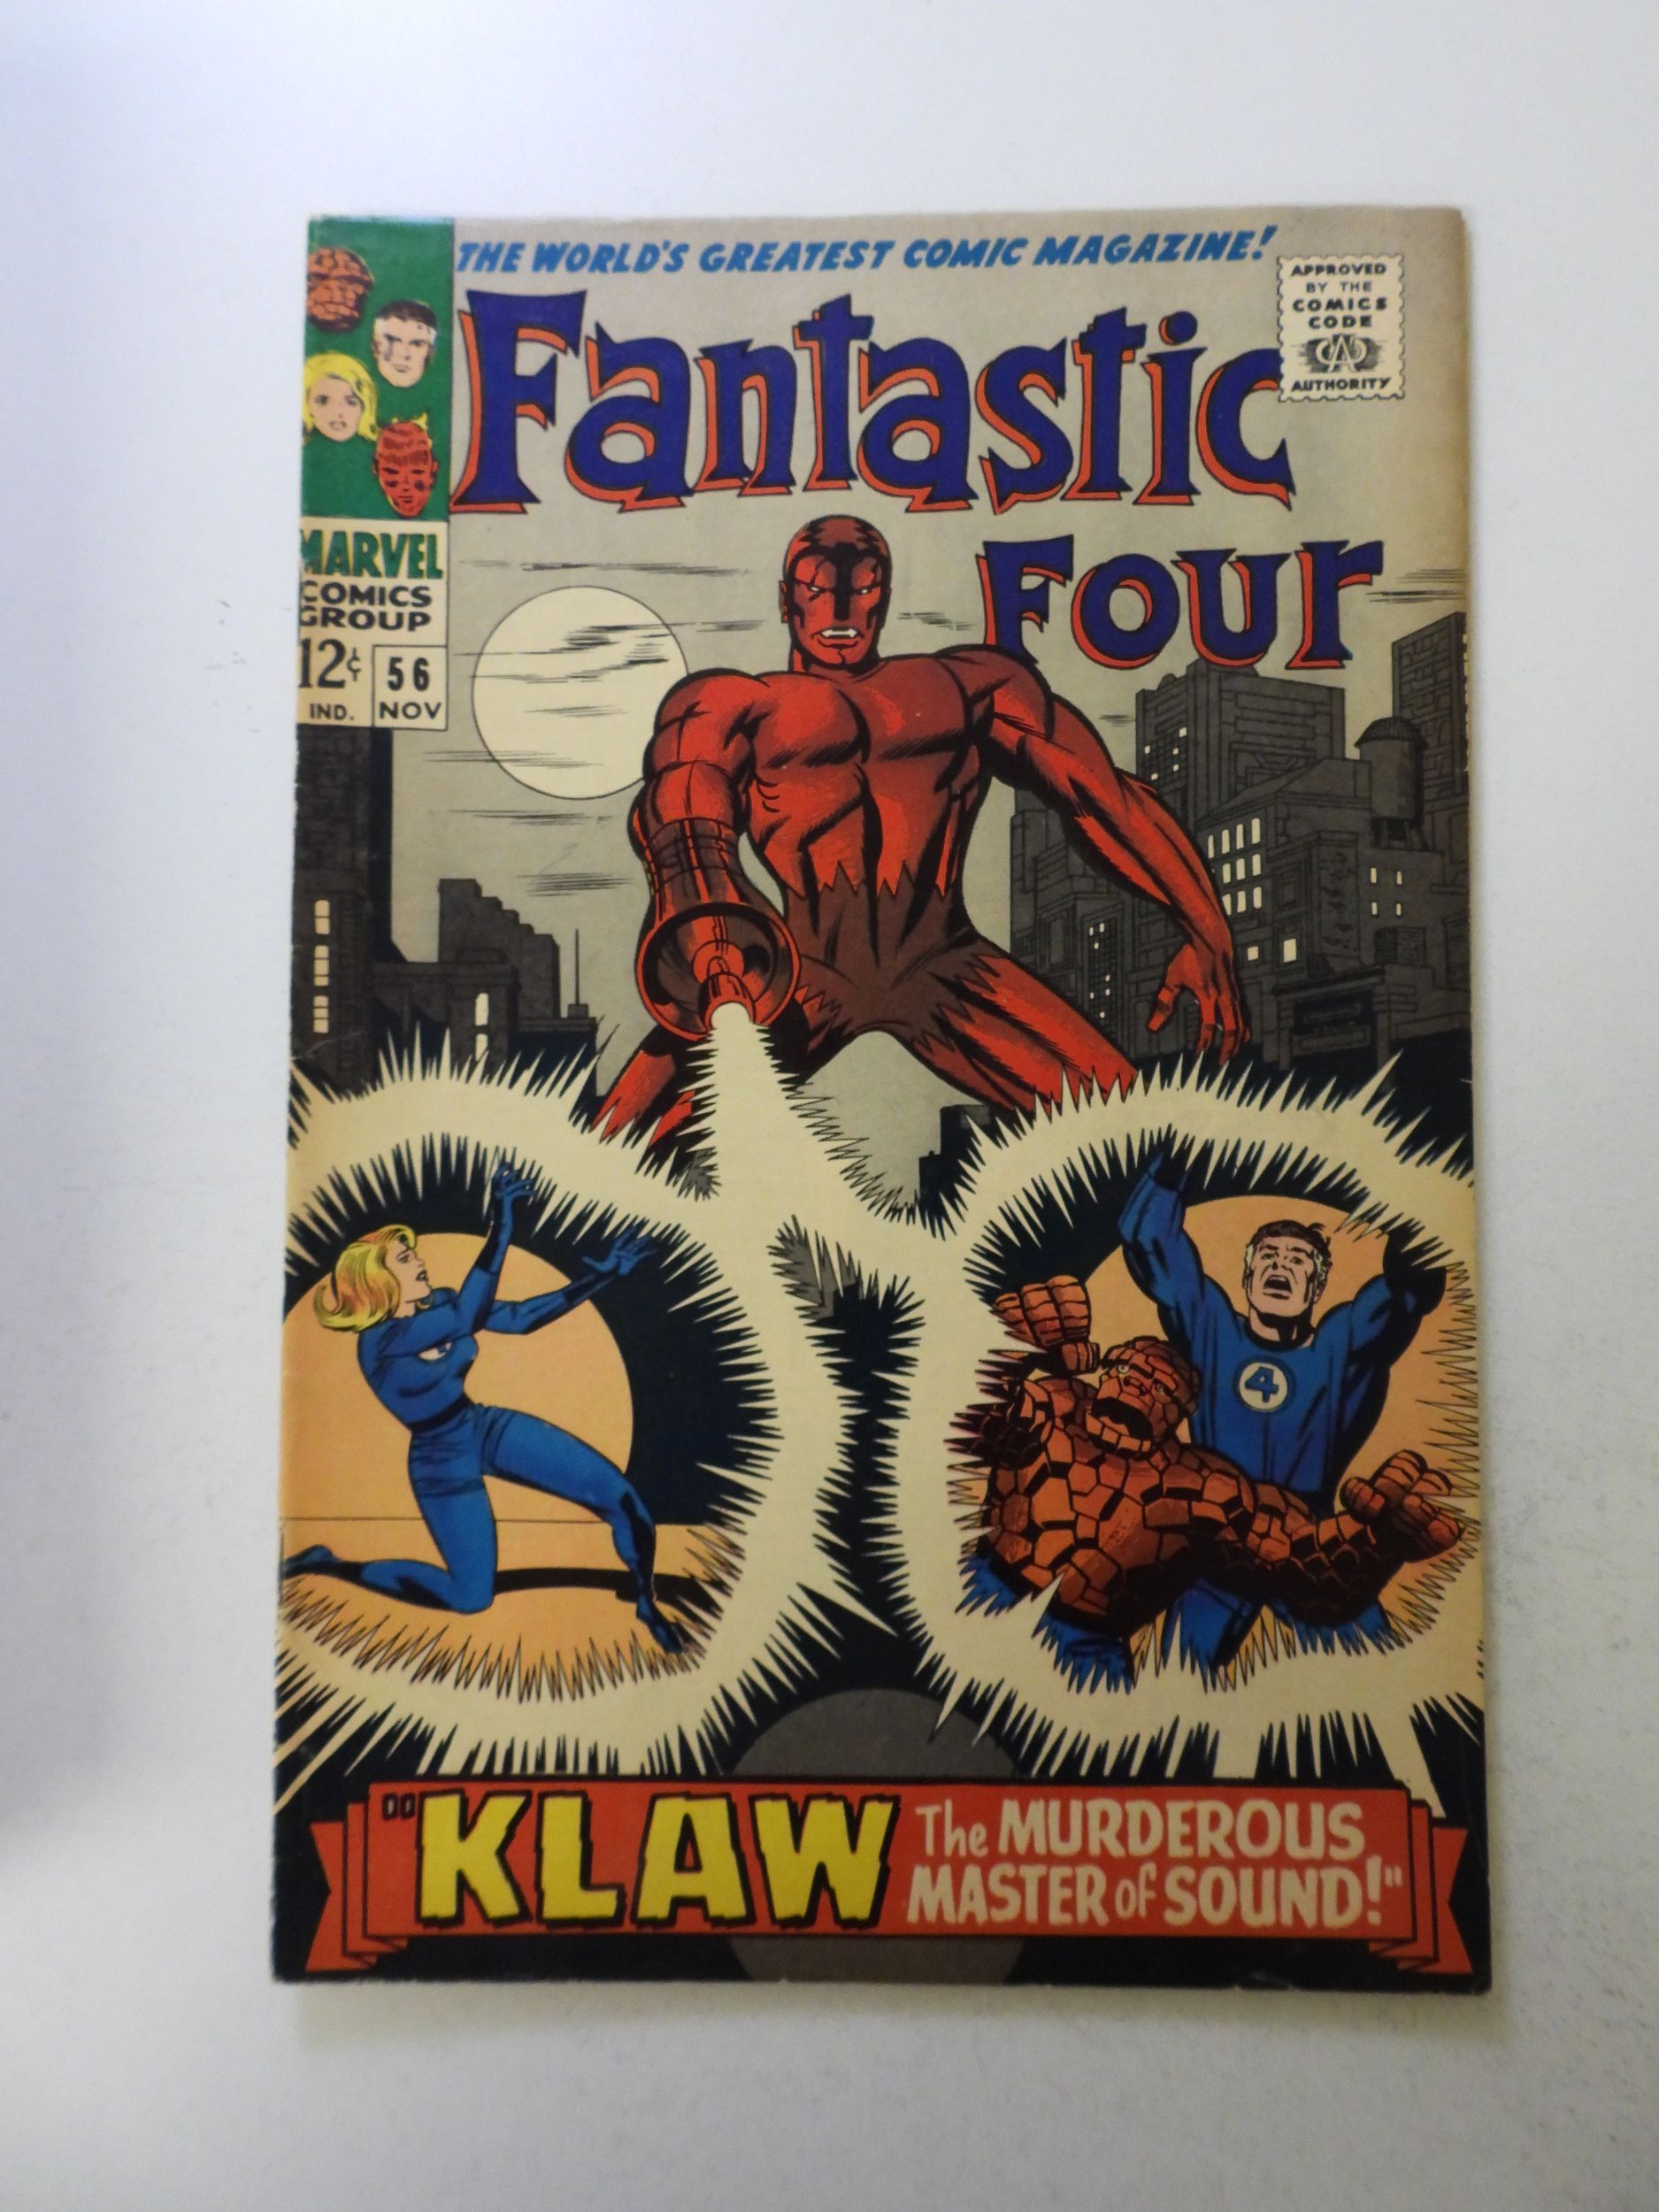 THE WORLD'S GREATEST COMIC MAGAZINE!
APPROVED
BY THE
COMICS
CODE
CA
AUTHORITY
Fantastic
Four
MARVEL
COMICS
GROUP
12¢
IND.
56
NOV
4
"KLAW The MURDEROUS
MASTER of SOUND!"